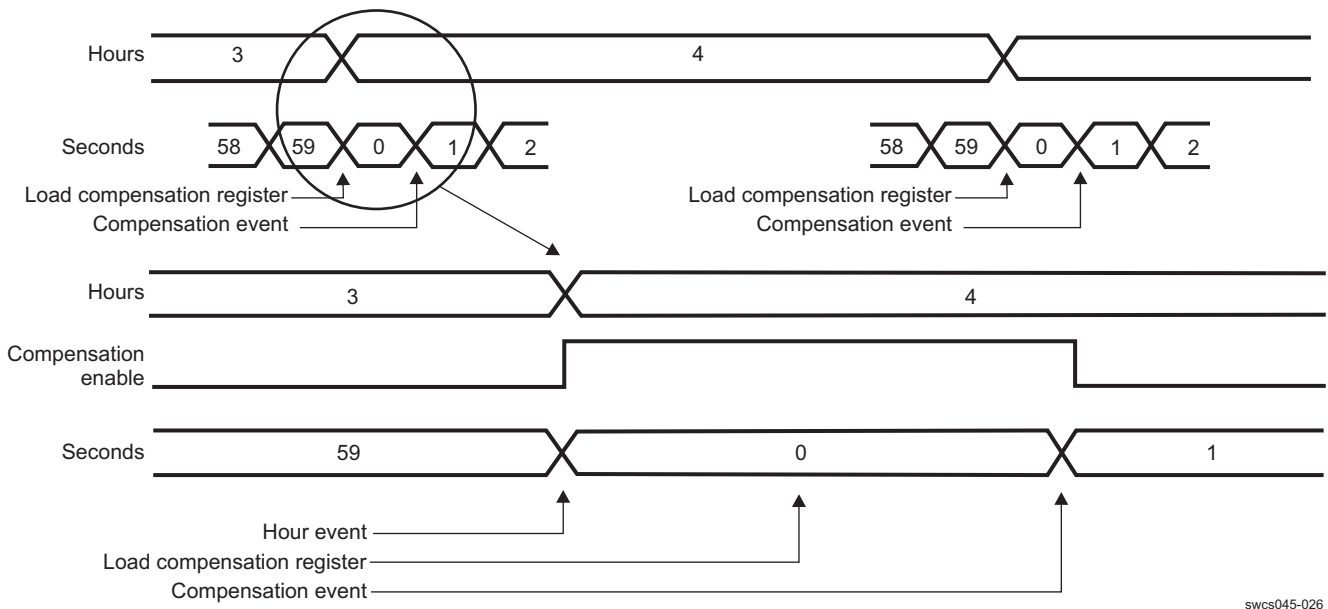 Hours 3 4
Seconds 58 59 0 1 2 58 59 0 1 2
Load compensation register Load compensation register
Compensation event Compensation event
Hours 3 4
Compensation
enable
Seconds 59 0 1
Hour event
Load compensation register
Compensation event
swcs045-026